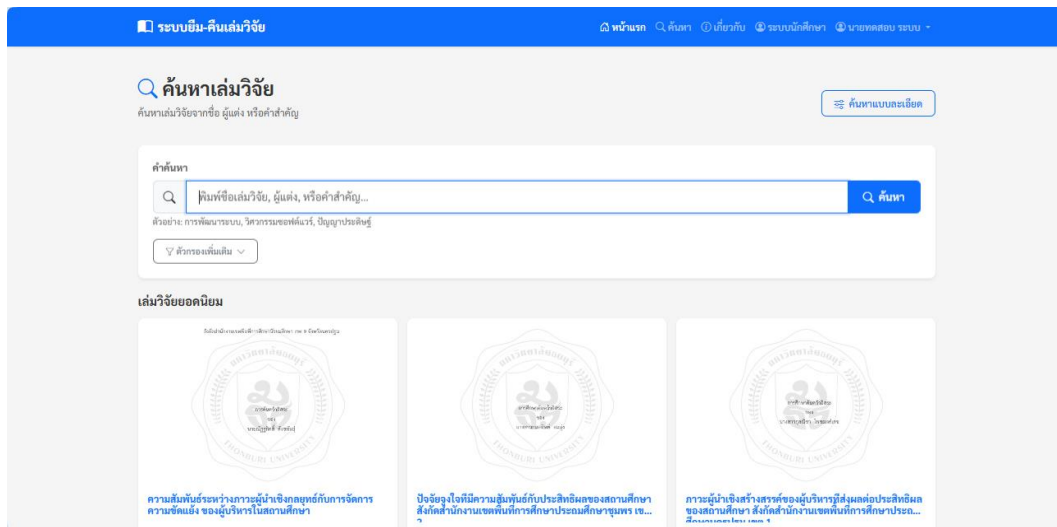 ระบบยืม-คืนเล่มวิจัย
หน้าแรก ค้นหา เกี่ยวกับ ระบบนักศึกษา นายทดสอบ ระบบ
ค้นหาเล่มวิจัย
ค้นหาเล่มวิจัยจากชื่อ ผู้แต่ง หรือคำสำคัญ
ค้นหาแบบละเอียด
คำค้นหา
พิมพ์ชื่อเล่มวิจัย, ผู้แต่ง, หรือคำสำคัญ...
ค้นหา
ตัวอย่าง: การพัฒนาระบบ, วิศวกรรมซอฟต์แวร์, ปัญญาประดิษฐ์
ตัวกรองเพิ่มเติม
เล่มวิจัยยอดนิยม
THONBURI UNIVERSITY
THONBURI UNIVERSITY
THONBURI UNIVERSITY
ความสัมพันธ์ระหว่างภาวะผู้นำเชิงกลยุทธ์กับการจัดการ
ความขัดแย้ง ของผู้บริหารในสถานศึกษา
ปัจจัยจูงใจที่มีความสัมพันธ์กับประสิทธิผลของสถานศึกษา
สังกัดสำนักงานเขตพื้นที่การศึกษาประถมศึกษาชุมพร เข...
ภาวะผู้นำเชิงสร้างสรรค์ของผู้บริหารที่ส่งผลต่อประสิทธิผล
ของสถานศึกษา สังกัดสำนักงานเขตพื้นที่การศึกษาประถ...